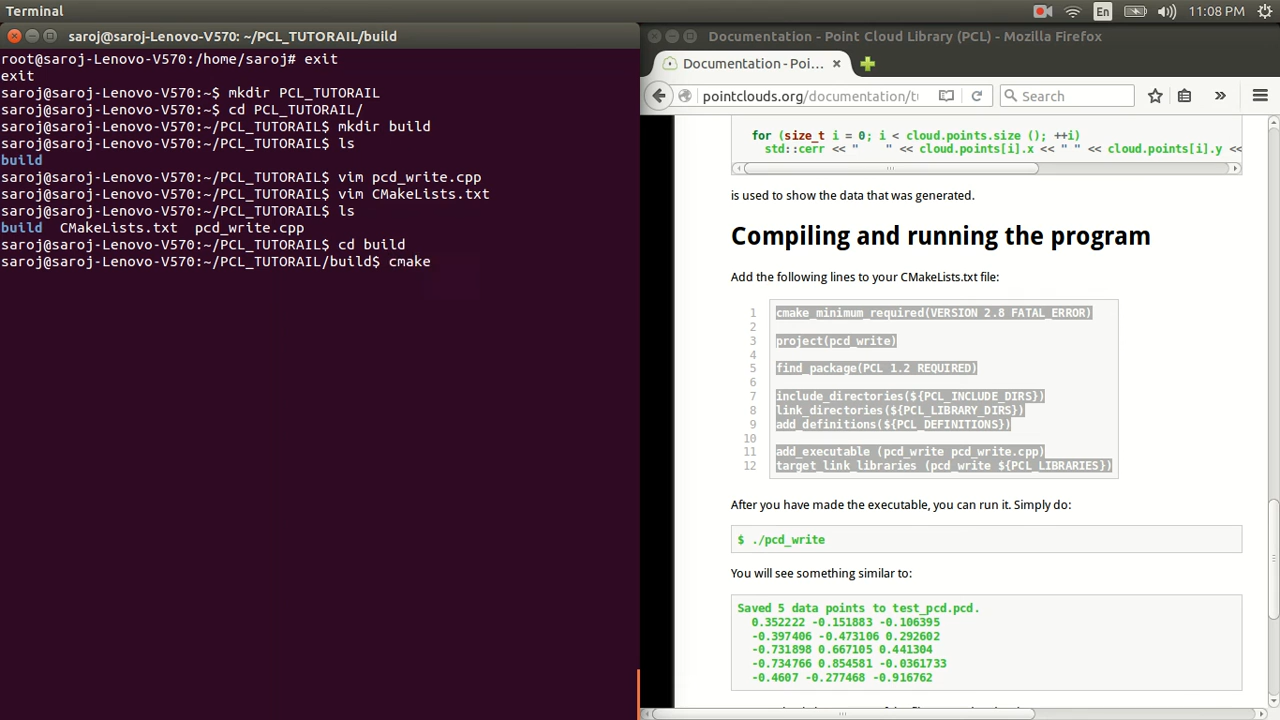 Terminal
En
11:08 PM
saroj@saroj-Lenovo-V570: ~/PCL_TUTORAIL/build
root@saroj-Lenovo-V570:/home/saroj# exit
exit
saroj@saroj-Lenovo-V570:~$ mkdir PCL_TUTORAIL
saroj@saroj-Lenovo-V570:~$ cd PCL_TUTORAIL/
saroj@saroj-Lenovo-V570:~/PCL_TUTORAIL$ mkdir build
saroj@saroj-Lenovo-V570:~/PCL_TUTORAIL$ ls
build
saroj@saroj-Lenovo-V570:~/PCL_TUTORAIL$ vim pcd_write.cpp
saroj@saroj-Lenovo-V570:~/PCL_TUTORAIL$ vim CMakeLists.txt
saroj@saroj-Lenovo-V570:~/PCL_TUTORAIL$ ls
build  CMakeLists.txt  pcd_write.cpp
saroj@saroj-Lenovo-V570:~/PCL_TUTORAIL$ cd build
saroj@saroj-Lenovo-V570:~/PCL_TUTORAIL/build$ cmake
Documentation - Point Cloud Library (PCL) - Mozilla Firefox
Documentation - Poi...
pointclouds.org/documentation/tu
Search
for (size_t i = 0; i < cloud.points.size (); ++i)
std::cerr << "    " << cloud.points[i].x << " " << cloud.points[i].y <<
is used to show the data that was generated.
Compiling and running the program
Add the following lines to your CMakeLists.txt file:
1 cmake_minimum_required(VERSION 2.8 FATAL_ERROR)
2
3 project(pcd_write)
4
5 find_package(PCL 1.2 REQUIRED)
6
7 include_directories(${PCL_INCLUDE_DIRS})
8 link_directories(${PCL_LIBRARY_DIRS})
9 add_definitions(${PCL_DEFINITIONS})
10
11 add_executable (pcd_write pcd_write.cpp)
12 target_link_libraries (pcd_write ${PCL_LIBRARIES})
After you have made the executable, you can run it. Simply do:
$ ./pcd_write
You will see something similar to:
Saved 5 data points to test_pcd.pcd.
0.352222 -0.151883 -0.106395
-0.397406 -0.473106 0.292602
-0.731898 0.667105 0.441304
-0.734766 0.854581 -0.0361733
-0.4607 -0.277468 -0.916762